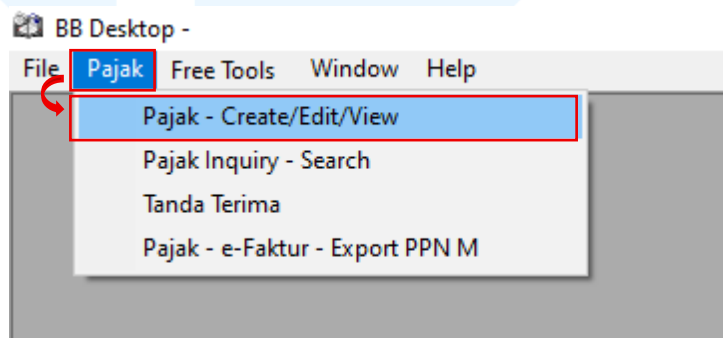 BB Desktop -
File Pajak Free Tools Window Help
Pajak - Create/Edit/View
Pajak Inquiry - Search
Tanda Terima
Pajak - e-Faktur - Export PPN M